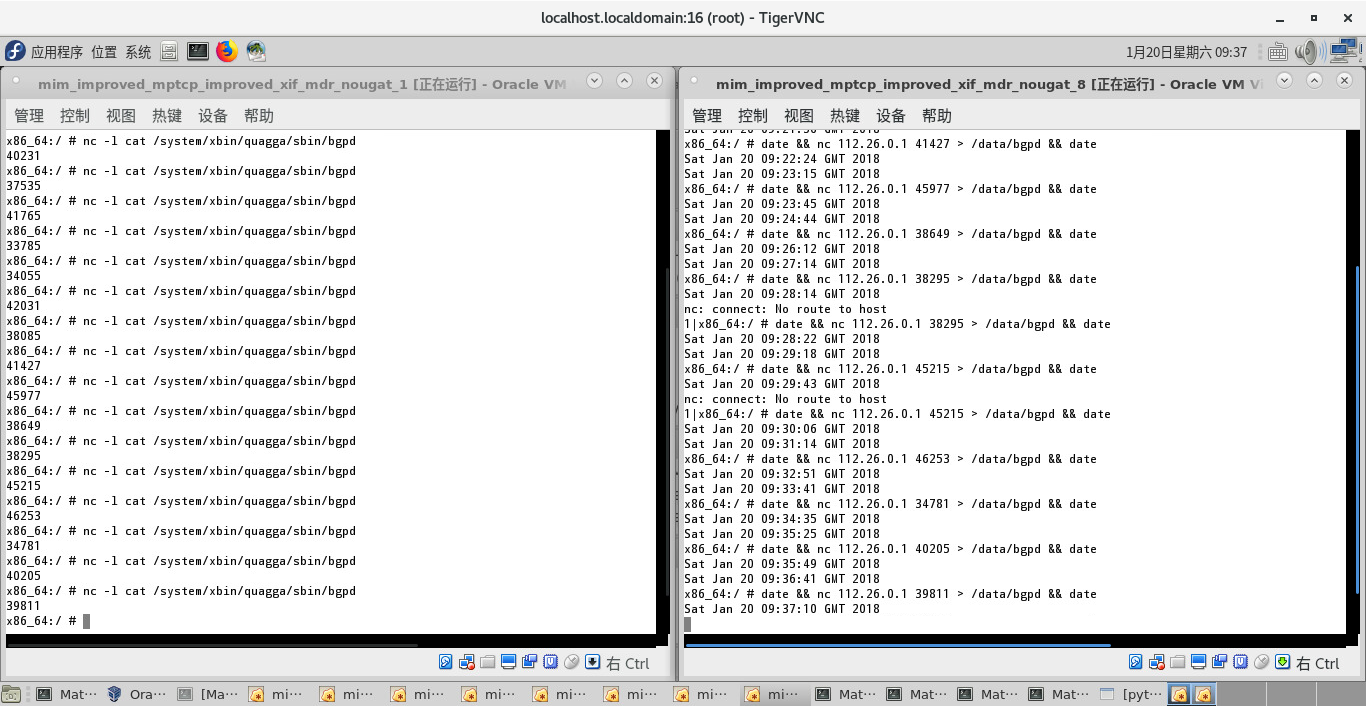 localhost.localdomain:16 (root) - TigerVNC
应用程序 位置 系统
1月20日星期六 09:37
mim_improved_mptcp_improved_xif_mdr_nougat_1 [正在运行] - Oracle VM
管理 控制 视图 热键 设备 帮助
x86_64:/ # nc -l cat /system/xbin/quagga/sbin/bgpd
40231
x86_64:/ # nc -l cat /system/xbin/quagga/sbin/bgpd
37535
x86_64:/ # nc -l cat /system/xbin/quagga/sbin/bgpd
41765
x86_64:/ # nc -l cat /system/xbin/quagga/sbin/bgpd
33785
x86_64:/ # nc -l cat /system/xbin/quagga/sbin/bgpd
34055
x86_64:/ # nc -l cat /system/xbin/quagga/sbin/bgpd
42031
x86_64:/ # nc -l cat /system/xbin/quagga/sbin/bgpd
38085
x86_64:/ # nc -l cat /system/xbin/quagga/sbin/bgpd
41427
x86_64:/ # nc -l cat /system/xbin/quagga/sbin/bgpd
45977
x86_64:/ # nc -l cat /system/xbin/quagga/sbin/bgpd
38649
x86_64:/ # nc -l cat /system/xbin/quagga/sbin/bgpd
38295
x86_64:/ # nc -l cat /system/xbin/quagga/sbin/bgpd
45215
x86_64:/ # nc -l cat /system/xbin/quagga/sbin/bgpd
46253
x86_64:/ # nc -l cat /system/xbin/quagga/sbin/bgpd
34781
x86_64:/ # nc -l cat /system/xbin/quagga/sbin/bgpd
40205
x86_64:/ # nc -l cat /system/xbin/quagga/sbin/bgpd
39811
x86_64:/ #
右 Ctrl
mim_improved_mptcp_improved_xif_mdr_nougat_8 [正在运行] - Oracle VM Vi
管理 控制 视图 热键 设备 帮助
x86_64:/ # date && nc 112.26.0.1 41427 > /data/bgpd && date
Sat Jan 20 09:22:24 GMT 2018
Sat Jan 20 09:23:15 GMT 2018
x86_64:/ # date && nc 112.26.0.1 45977 > /data/bgpd && date
Sat Jan 20 09:23:45 GMT 2018
Sat Jan 20 09:24:44 GMT 2018
x86_64:/ # date && nc 112.26.0.1 38649 > /data/bgpd && date
Sat Jan 20 09:26:12 GMT 2018
Sat Jan 20 09:27:14 GMT 2018
x86_64:/ # date && nc 112.26.0.1 38295 > /data/bgpd && date
Sat Jan 20 09:28:14 GMT 2018
nc: connect: No route to host
1|x86_64:/ # date && nc 112.26.0.1 38295 > /data/bgpd && date
Sat Jan 20 09:28:22 GMT 2018
Sat Jan 20 09:29:18 GMT 2018
x86_64:/ # date && nc 112.26.0.1 45215 > /data/bgpd && date
Sat Jan 20 09:29:43 GMT 2018
nc: connect: No route to host
1|x86_64:/ # date && nc 112.26.0.1 45215 > /data/bgpd && date
Sat Jan 20 09:30:06 GMT 2018
Sat Jan 20 09:31:14 GMT 2018
x86_64:/ # date && nc 112.26.0.1 46253 > /data/bgpd && date
Sat Jan 20 09:32:51 GMT 2018
Sat Jan 20 09:33:41 GMT 2018
x86_64:/ # date && nc 112.26.0.1 34781 > /data/bgpd && date
Sat Jan 20 09:34:35 GMT 2018
Sat Jan 20 09:35:25 GMT 2018
x86_64:/ # date && nc 112.26.0.1 40205 > /data/bgpd && date
Sat Jan 20 09:35:49 GMT 2018
Sat Jan 20 09:36:41 GMT 2018
x86_64:/ # date && nc 112.26.0.1 39811 > /data/bgpd && date
Sat Jan 20 09:37:10 GMT 2018
右 Ctrl
Mat··· Ora··· [Ma··· mi··· mi··· mi··· mi··· mi··· mi··· mi··· mi··· Mat··· Mat··· Mat··· Mat··· [pyt···